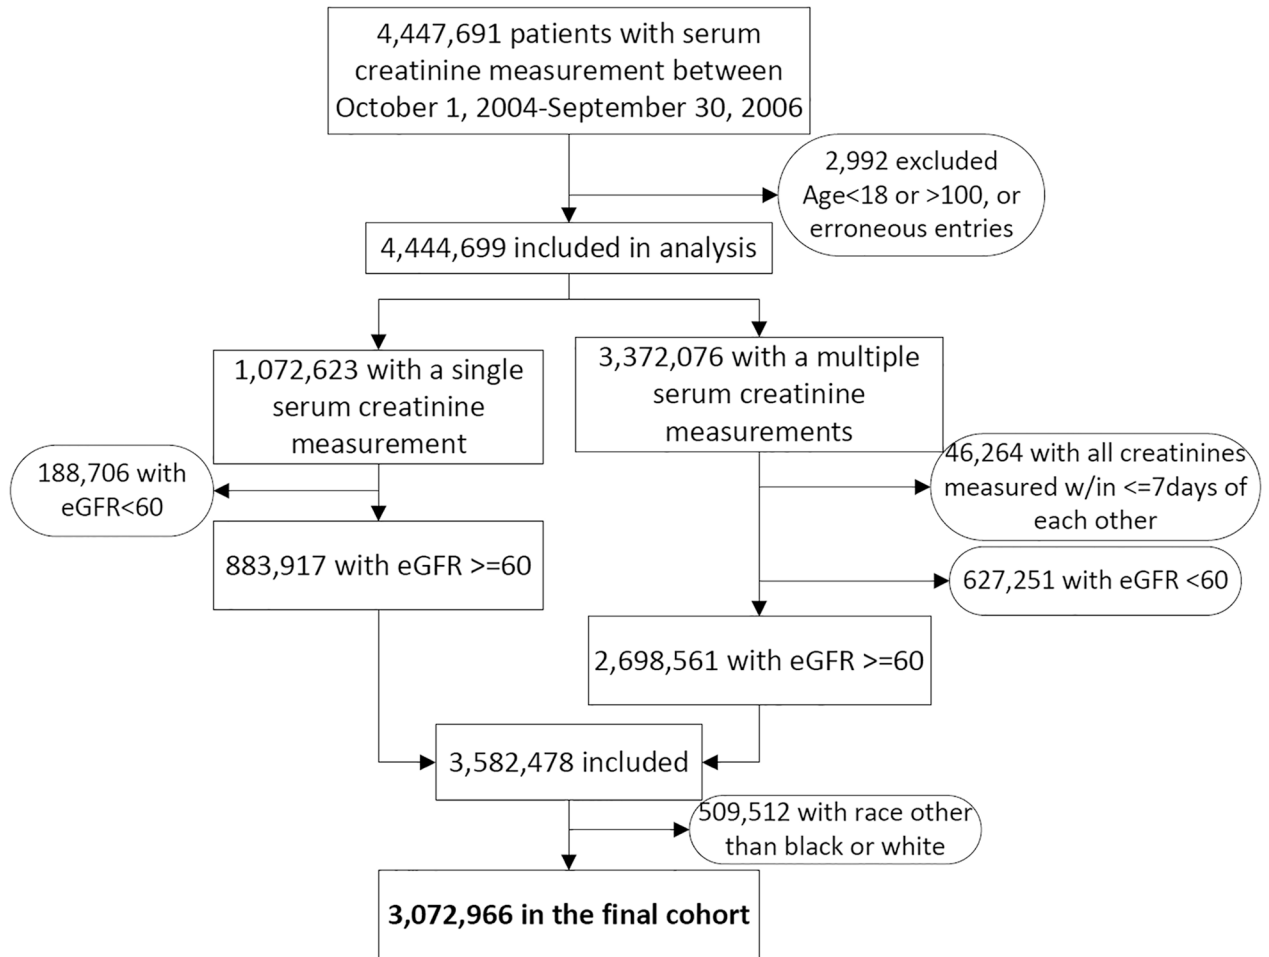 4,447,691 patients with serum
creatinine measurement between
October 1, 2004-September 30, 2006
2,992 excluded
Age<18 or >100, or
erroneous entries
4,444,699 included in analysis
1,072,623 with a single
serum creatinine
measurement
3,372,076 with a multiple
serum creatinine
measurements
188,706 with
eGFR<60
46,264 with all creatinines
measured w/in <=7days of
each other
883,917 with eGFR >=60
627,251 with eGFR <60
2,698,561 with eGFR >=60
3,582,478 included
509,512 with race other
than black or white
3,072,966 in the final cohort